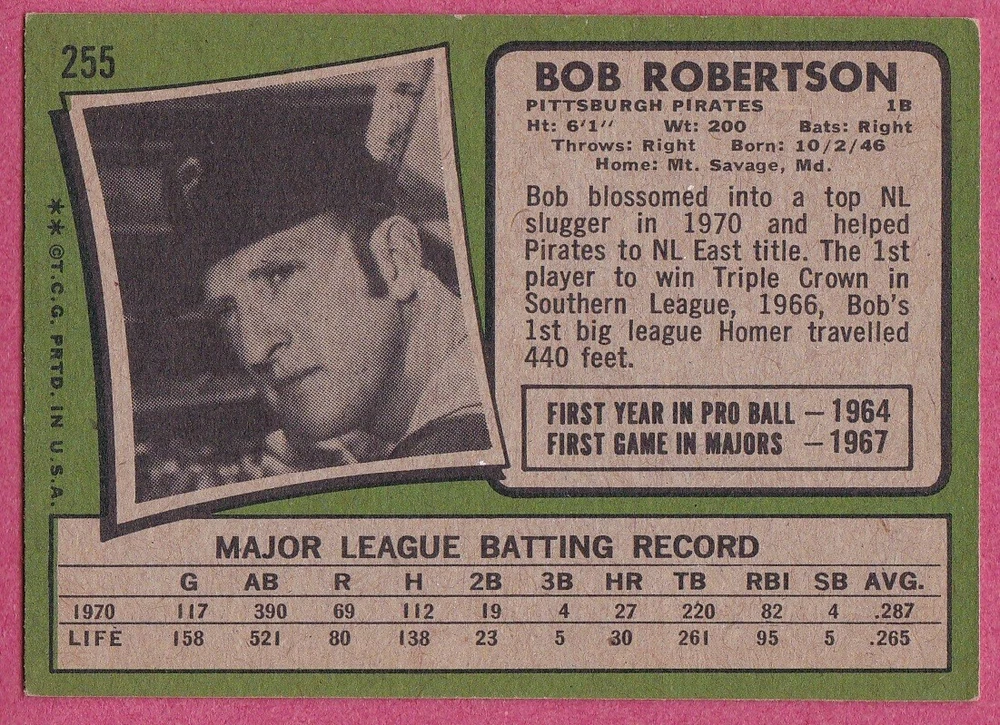 255
** ©T.C.G. PRTD. IN U.S.A.
BOB ROBERTSON
PITTSBURGH PIRATES 1B
Ht: 6'1" Wt: 200 Bats: Right
Throws: Right Born: 10/2/46
Home: Mt. Savage, Md.
Bob blossomed into a top NL
slugger in 1970 and helped
Pirates to NL East title. The 1st
player to win Triple Crown in
Southern League, 1966, Bob's
1st big league Homer travelled
440 feet.
FIRST YEAR IN PRO BALL — 1964
FIRST GAME IN MAJORS — 1967
MAJOR LEAGUE BATTING RECORD
G AB R H 2B 3B HR TB RBI SB AVG.
1970 117 390 69 112 19 4 27 220 82 4 .287
LIFE 158 521 80 138 23 5 30 261 95 5 .265